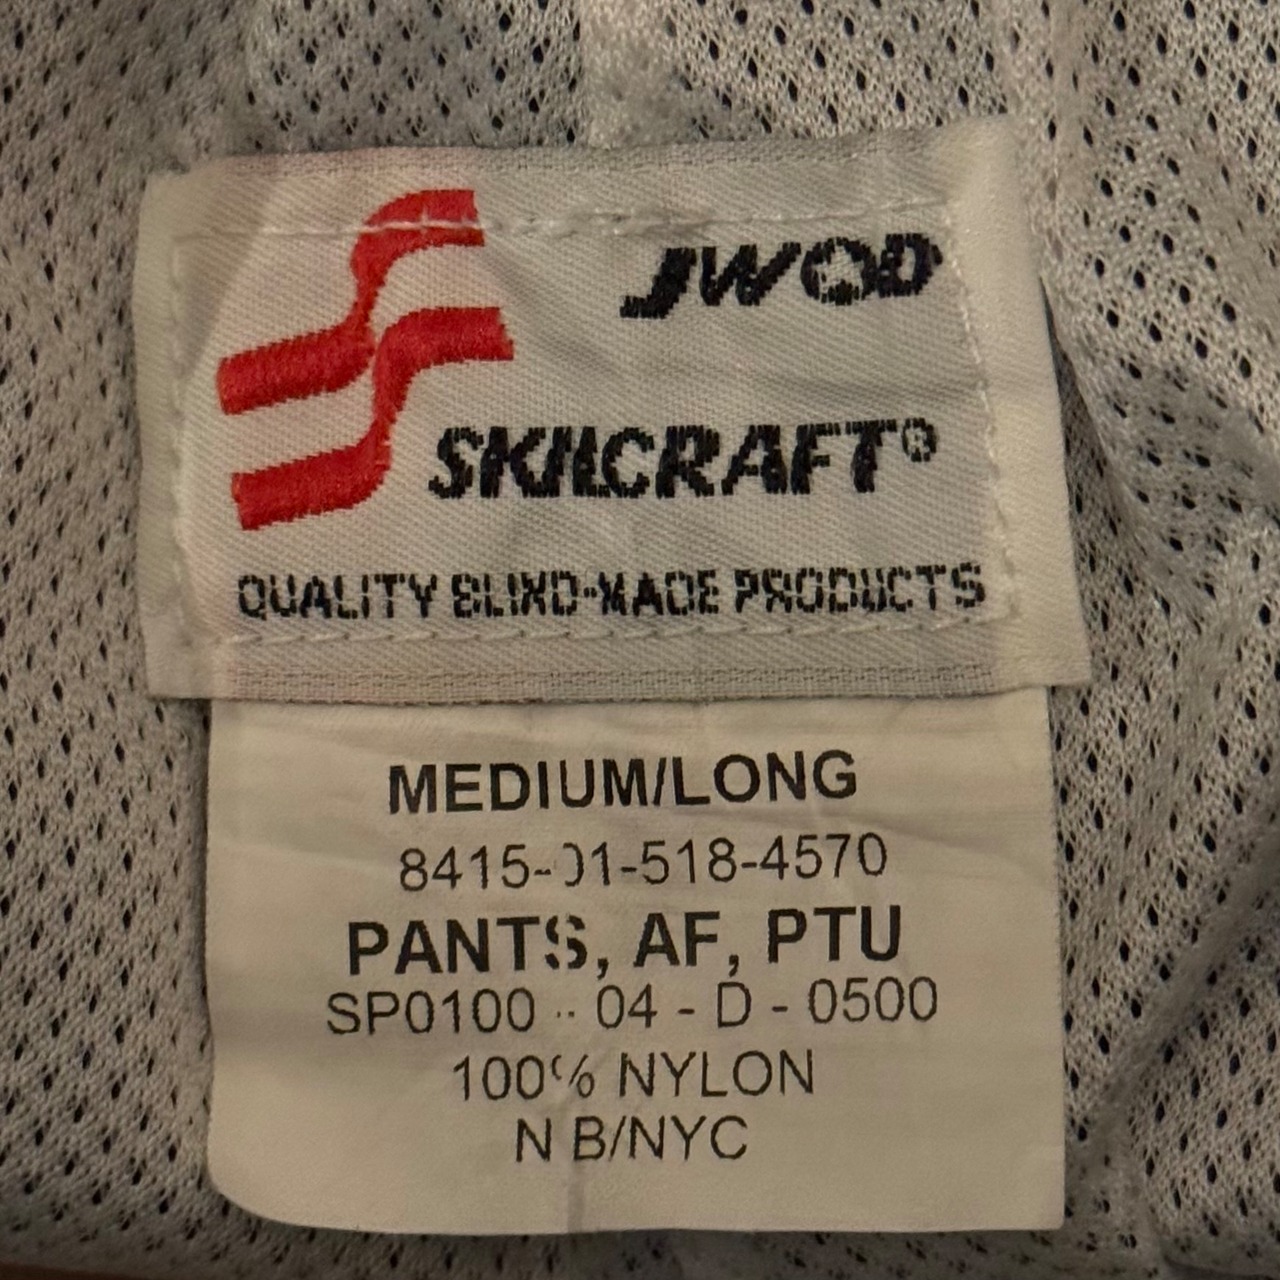 JWOD
SKILCRAFT®
QUALITY BLIND-MADE PRODUCTS
MEDIUM/LONG
8415-01-518-4570
PANTS, AF, PTU
SP0100 - 04 - D - 0500
100% NYLON
N B/NYC